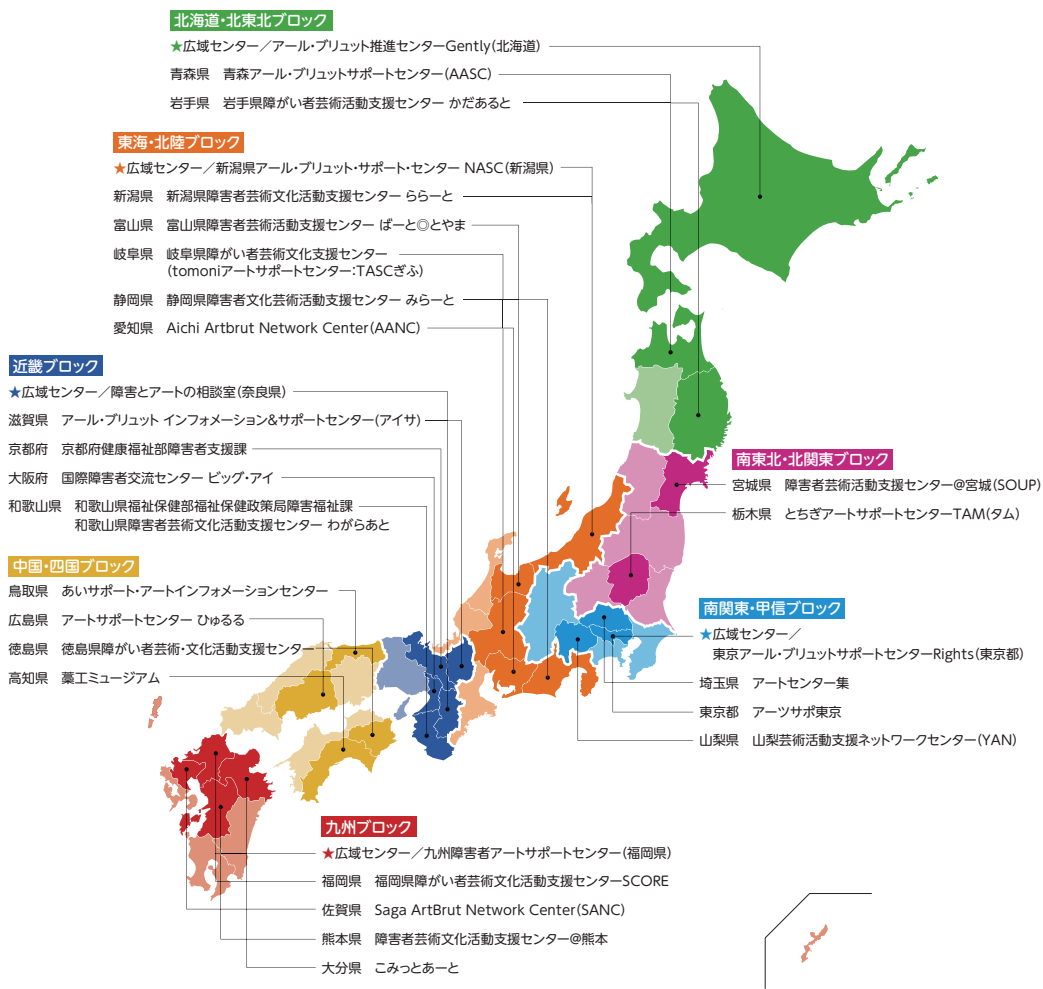 北海道・北東北ブロック
★広域センター／アール・ブリュット推進センターGently(北海道)
青森県 青森アール・ブリュットサポートセンター(AASC)
岩手県 岩手県障がい者芸術活動支援センター かだあると
東海・北陸ブロック
★広域センター／新潟県アール・ブリュット・サポート・センター NASC(新潟県)
新潟県 新潟県障害者芸術文化活動支援センター ららーと
富山県 富山県障害者芸術活動支援センター ばーと◎とやま
岐阜県 岐阜県障がい者芸術文化支援センター
(tomoniアートサポートセンター:TASCぎふ)
静岡県 静岡県障害者文化芸術活動支援センター みらーと
愛知県 Aichi Artbrut Network Center(AANC)
近畿ブロック
★広域センター／障害とアートの相談室(奈良県)
滋賀県 アール・ブリュット インフォメーション&サポートセンター(アイサ)
京都府 京都府健康福祉部障害者支援課
大阪府 国際障害者交流センター ビッグ・アイ
和歌山県 和歌山県福祉保健部福祉保健政策局障害福祉課
和歌山県障害者芸術文化活動支援センター わがらあと
中国・四国ブロック
鳥取県 あいサポート・アートインフォメーションセンター
広島県 アートサポートセンター ひゅるる
徳島県 徳島県障がい者芸術・文化活動支援センター
高知県 藁工ミュージアム
南東北・北関東ブロック
宮城県 障害者芸術活動支援センター@宮城(SOUP)
栃木県 とちぎアートサポートセンターTAM(タム)
南関東・甲信ブロック
★広域センター／
東京アール・ブリュットサポートセンターRights(東京都)
埼玉県 アートセンター集
東京都 アーツサポ東京
山梨県 山梨芸術活動支援ネットワークセンター(YAN)
九州ブロック
★広域センター／九州障害者アートサポートセンター(福岡県)
福岡県 福岡県障がい者芸術文化活動支援センターSCORE
佐賀県 Saga ArtBrut Network Center(SANC)
熊本県 障害者芸術文化活動支援センター@熊本
大分県 こみっとあーと